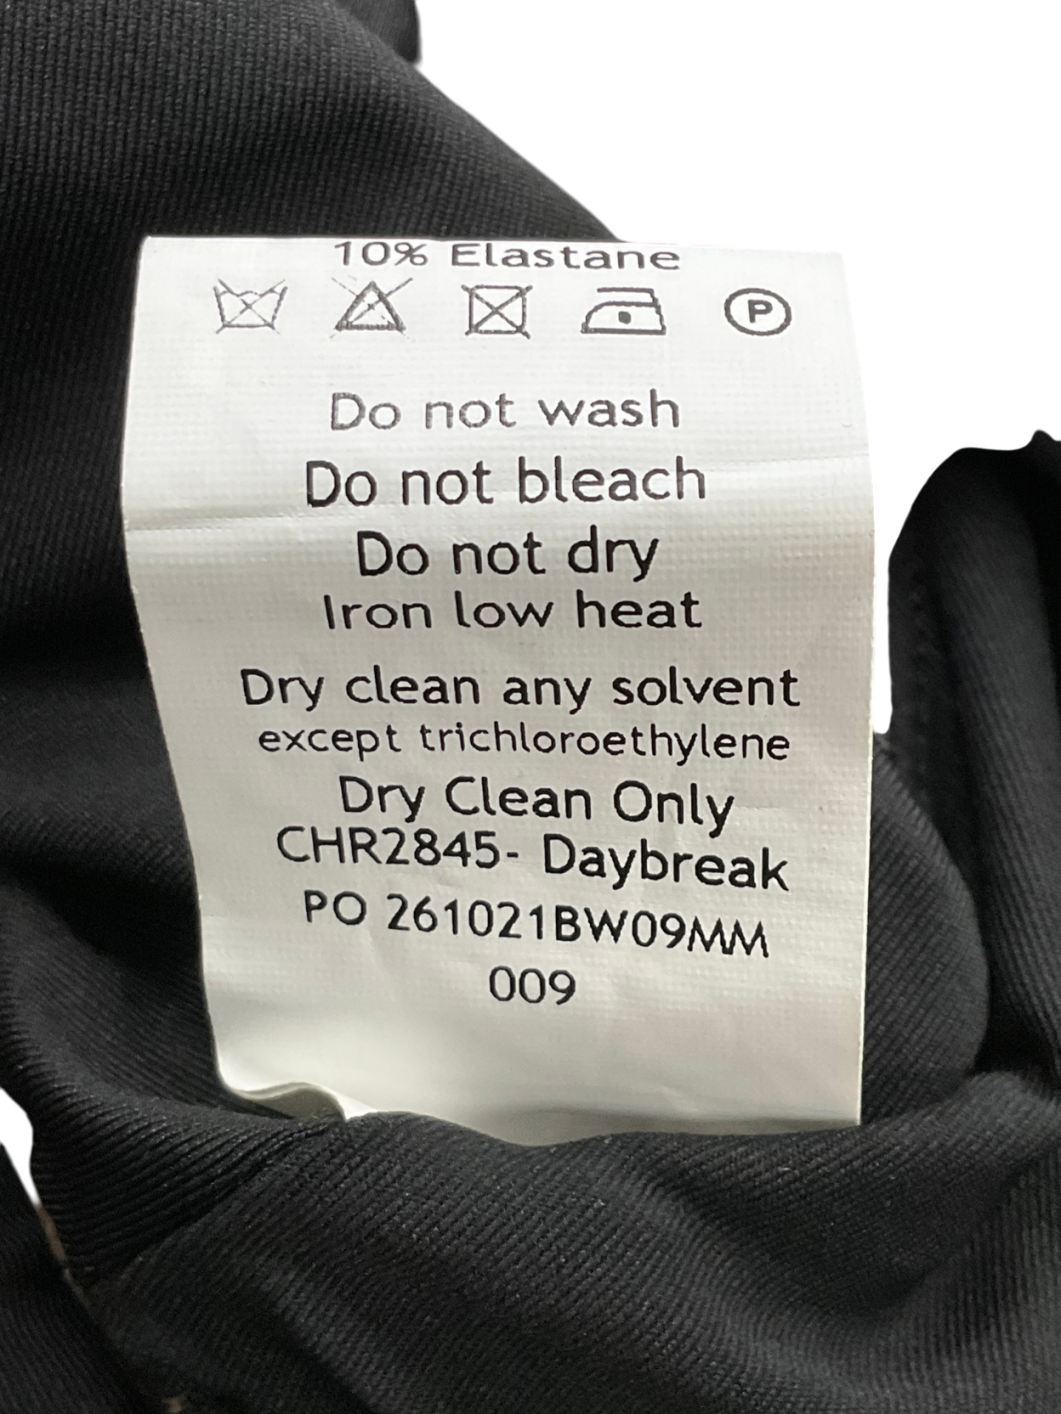 10% Elastane
P
Do not wash
Do not bleach
Do not dry
Iron low heat
Dry clean any solvent
except trichloroethylene
Dry Clean Only
CHR2845- Daybreak
PO 261021BW09MM
009